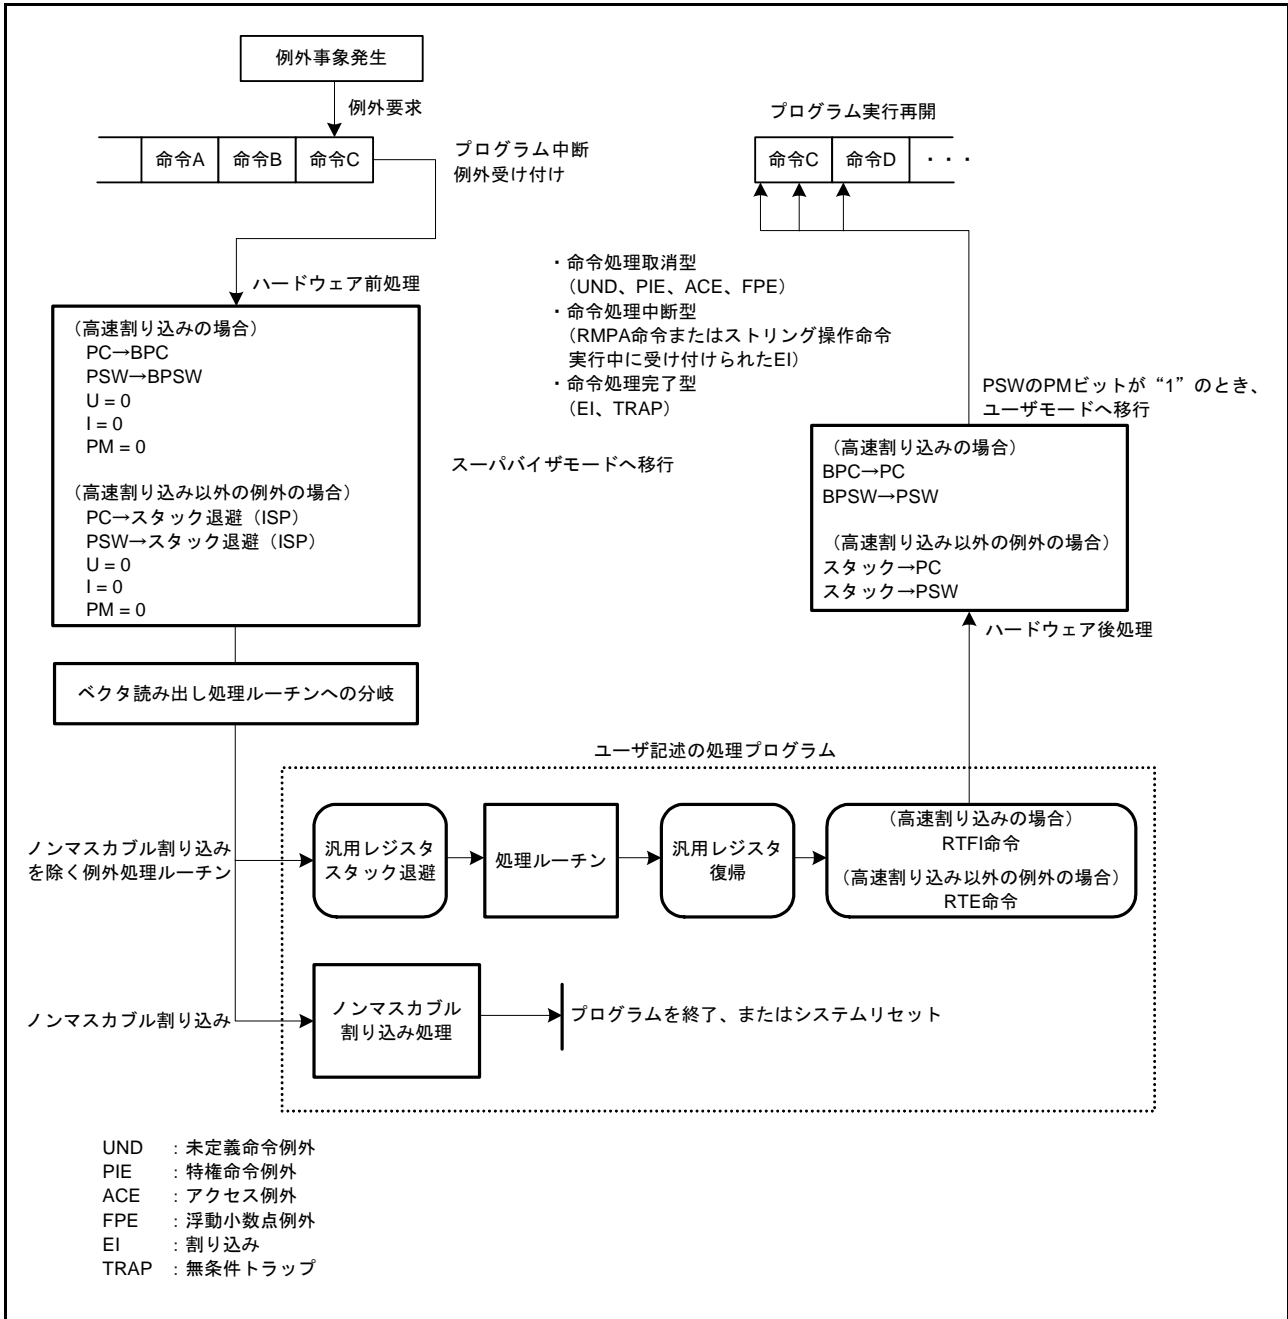 例外事象発生
例外要求
命令A
命令B
命令C
プログラム中断
例外受け付け
プログラム実行再開
命令C
命令D
・・・
ハードウェア前処理
（高速割り込みの場合）
PC→BPC
PSW→BPSW
U = 0
I = 0
PM = 0
（高速割り込み以外の例外の場合）
PC→スタック退避（ISP）
PSW→スタック退避（ISP）
U = 0
I = 0
PM = 0
・命令処理取消型
（UND、PIE、ACE、FPE）
・命令処理中断型
（RMPA命令またはストリング操作命令
実行中に受け付けられたEI）
・命令処理完了型
（EI、TRAP）
スーパバイザモードへ移行
PSWのPMビットが“1”のとき、
ユーザモードへ移行
（高速割り込みの場合）
BPC→PC
BPSW→PSW
（高速割り込み以外の例外の場合）
スタック→PC
スタック→PSW
ハードウェア後処理
ベクタ読み出し処理ルーチンへの分岐
ユーザ記述の処理プログラム
ノンマスカブル割り込み
を除く例外処理ルーチン
汎用レジスタ
スタック退避
処理ルーチン
汎用レジスタ
復帰
（高速割り込みの場合）
RTFI命令
（高速割り込み以外の例外の場合）
RTE命令
ノンマスカブル割り込み
ノンマスカブル
割り込み処理
プログラムを終了、またはシステムリセット
UND ：未定義命令例外
PIE ：特権命令例外
ACE ：アクセス例外
FPE ：浮動小数点例外
EI ：割り込み
TRAP ：無条件トラップ